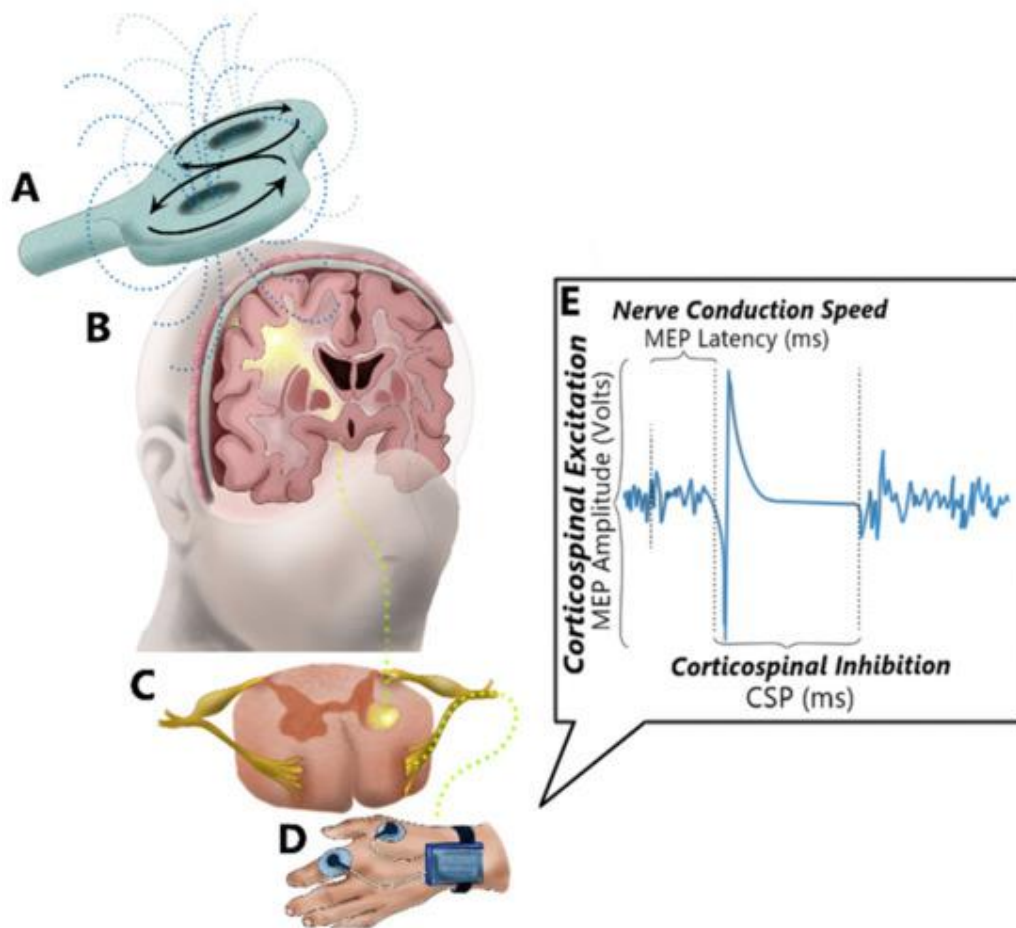 A
B
C
D
E
Nerve Conduction Speed
MEP Latency (ms)
Corticospinal Excitation
MEP Amplitude (Volts)
Corticospinal Inhibition
CSP (ms)